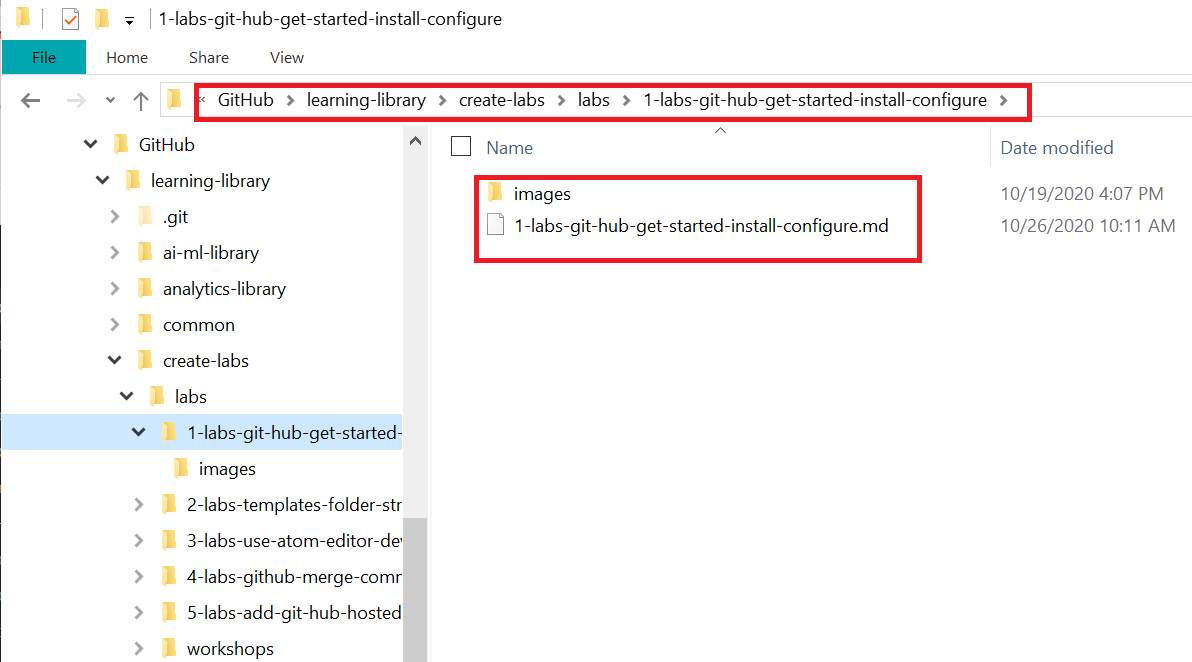 1-labs-git-hub-get-started-install-configure
File Home Share View
« GitHub > learning-library > create-labs > labs > 1-labs-git-hub-get-started-install-configure >
GitHub
learning-library
.git
ai-ml-library
analytics-library
common
create-labs
labs
1-labs-git-hub-get-started-
images
2-labs-templates-folder-str
3-labs-use-atom-editor-dev
4-labs-github-merge-comm
5-labs-add-git-hub-hosted
workshops
Name Date modified
images 10/19/2020 4:07 PM
1-labs-git-hub-get-started-install-configure.md 10/26/2020 10:11 AM